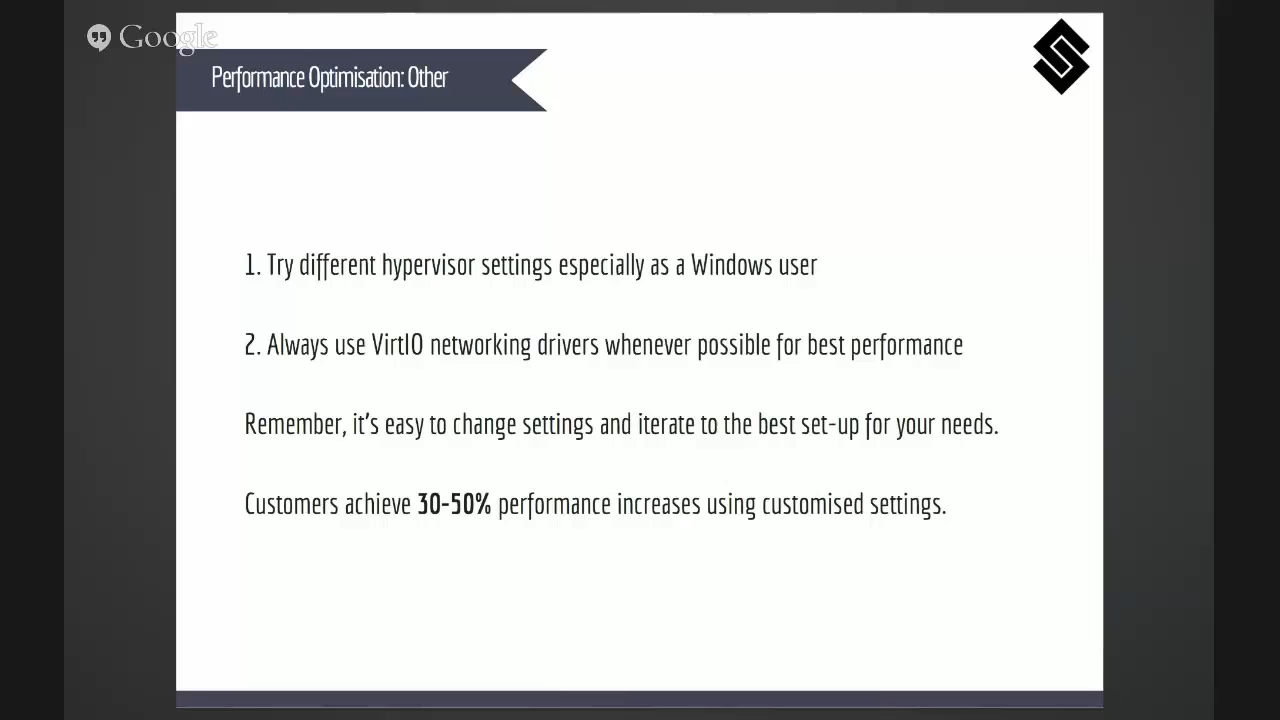 Google
Performance Optimisation: Other
1. Try different hypervisor settings especially as a Windows user
2. Always use VirtIO networking drivers whenever possible for best performance
Remember, it's easy to change settings and iterate to the best set-up for your needs.
Customers achieve 30-50% performance increases using customised settings.